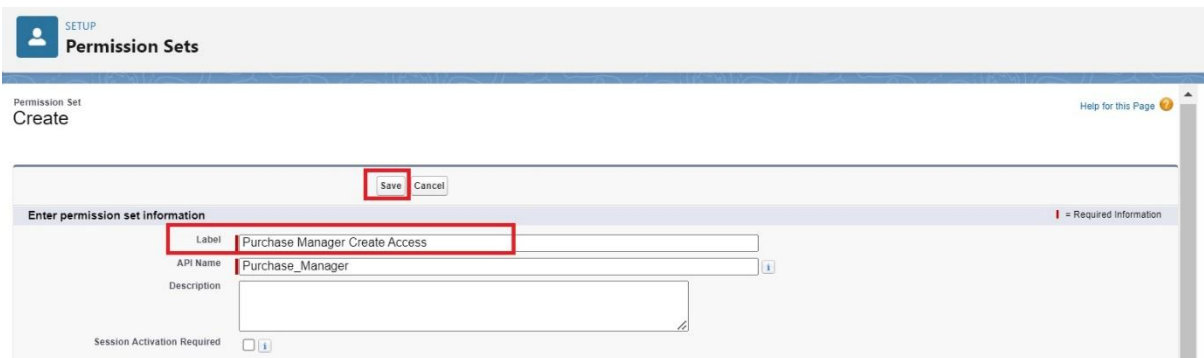 SETUP
Permission Sets
Permission Set
Create
Help for this Page ?
Save Cancel
Enter permission set information
= Required Information
Label Purchase Manager Create Access
API Name Purchase_Manager i
Description
Session Activation Required i